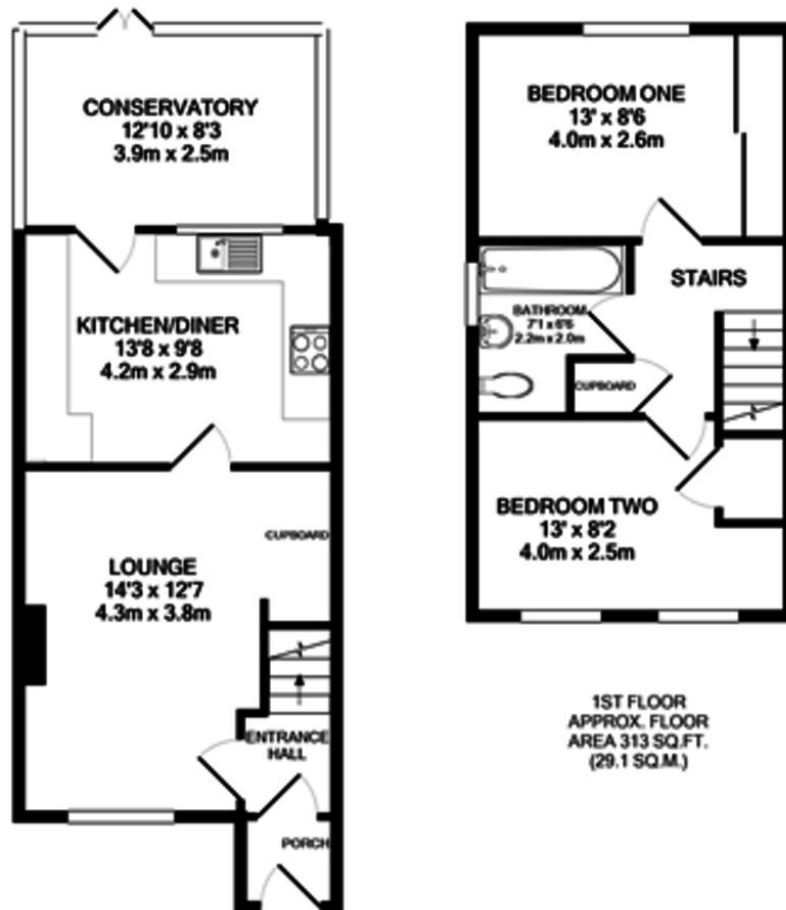 CONSERVATORY
12'10 x 8'3
3.9m x 2.5m
KITCHEN/DINER
13'8 x 9'8
4.2m x 2.9m
CUPBOARD
LOUNGE
14'3 x 12'7
4.3m x 3.8m
ENTRANCE
HALL
PORCH
BEDROOM ONE
13' x 8'6
4.0m x 2.6m
STAIRS
BATHROOM
7'1 x 6'6
2.2m x 2.0m
CUPBOARD
BEDROOM TWO
13' x 8'2
4.0m x 2.5m
1ST FLOOR
APPROX. FLOOR
AREA 313 SQ.FT.
(29.1 SQ.M.)